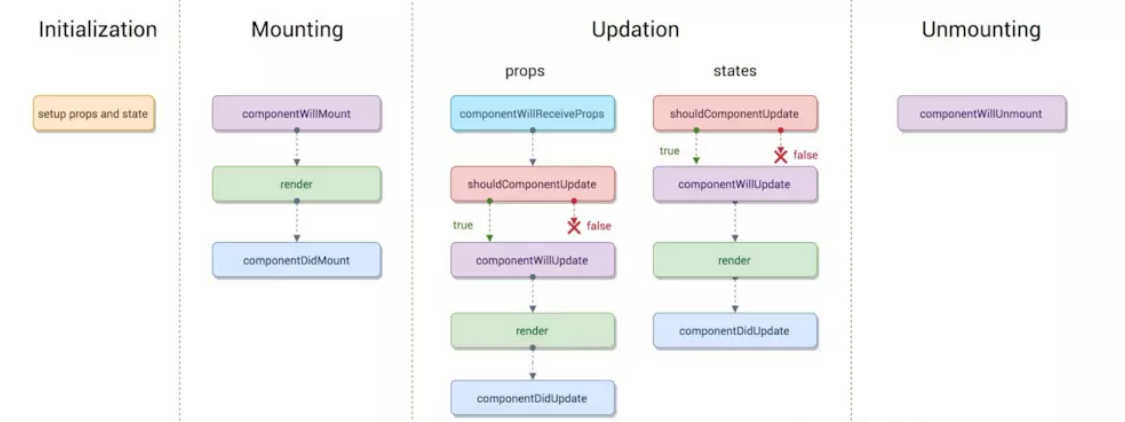 Initialization
setup props and state
Mounting
componentWillMount
render
componentDidMount
Updation
props
componentWillReceiveProps
shouldComponentUpdate
true
false
componentWillUpdate
render
componentDidUpdate
states
shouldComponentUpdate
true
false
componentWillUpdate
render
componentDidUpdate
Unmounting
componentWillUnmount